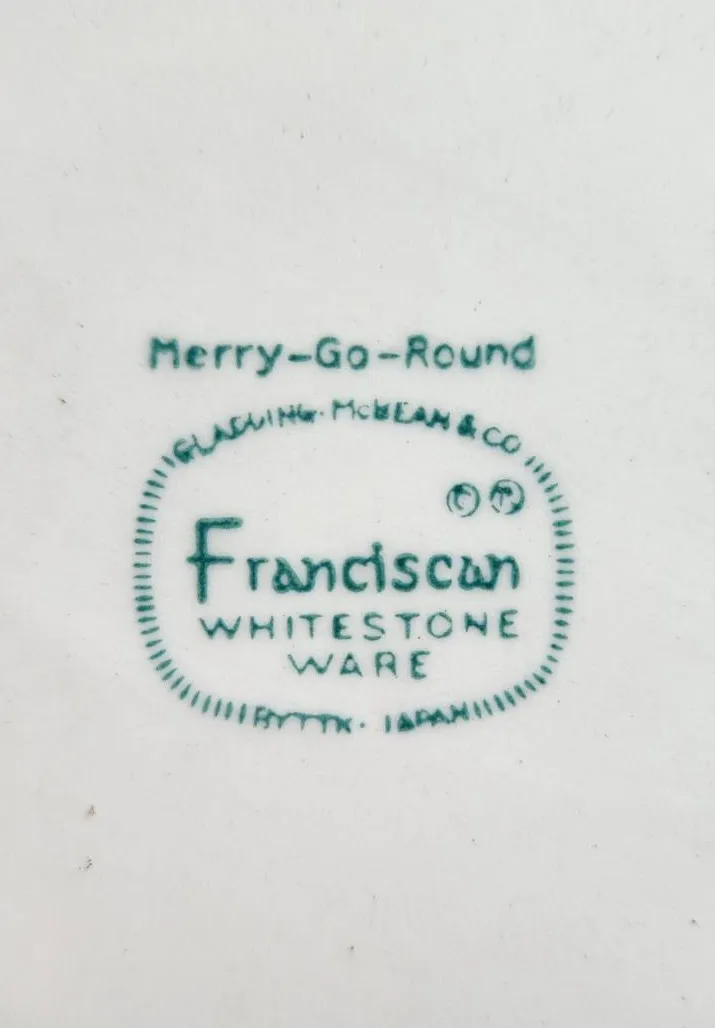 Merry-Go-Round
GLADDING. McBEAN & CO
© ®
Franciscan
WHITESTONE
WARE
JAPAN